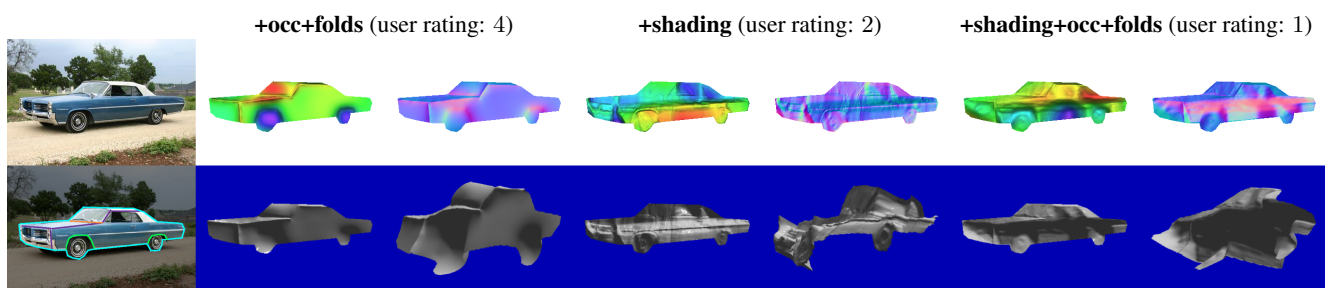 +occ+folds (user rating: 4)
+shading (user rating: 2)
+shading+occ+folds (user rating: 1)